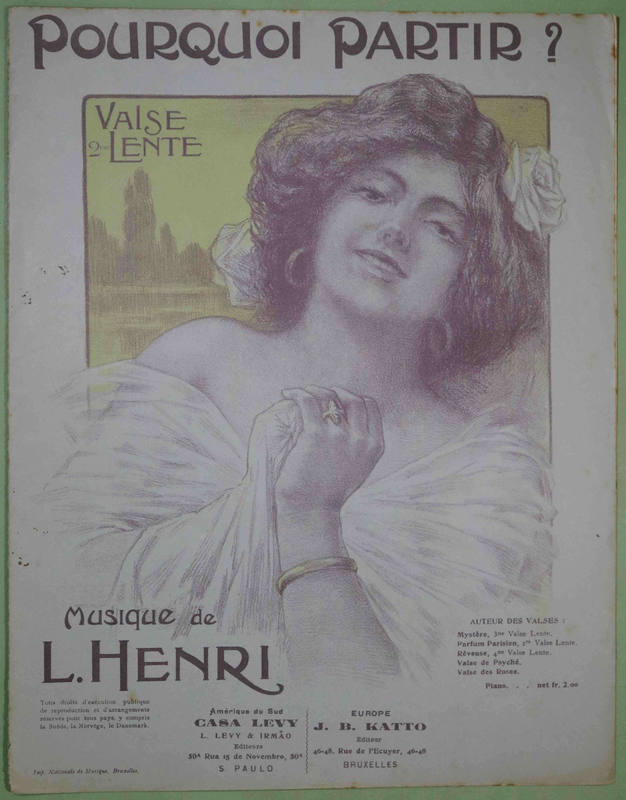 POURQUOI PARTIR ?
VALSE
2me LENTE
Musique de
L. HENRI
AUTEUR DES VALSES :
Mystère, 3me Valse Lente.
Parfum Parisien, 1re Valse Lente.
Rêveuse, 4me Valse Lente.
Valse de Psyché.
Valse des Roses.
Piano. . . net fr. 2.00
Tous droits d'exécution publique
de reproduction et d'arrangements
réservés pour tous pays, y compris
la Suède, la Norvège, le Danemark.
Amérique du Sud
CASA LEVY
L. LEVY & IRMÃO
Editeurs
50A Rua 15 de Novembro, 50A
S. PAULO
EUROPE
J. B. KATTO
Editeur
46-48, Rue de l'Ecuyer, 46-48
BRUXELLES
Imp. Nationale de Musique, Bruxelles.